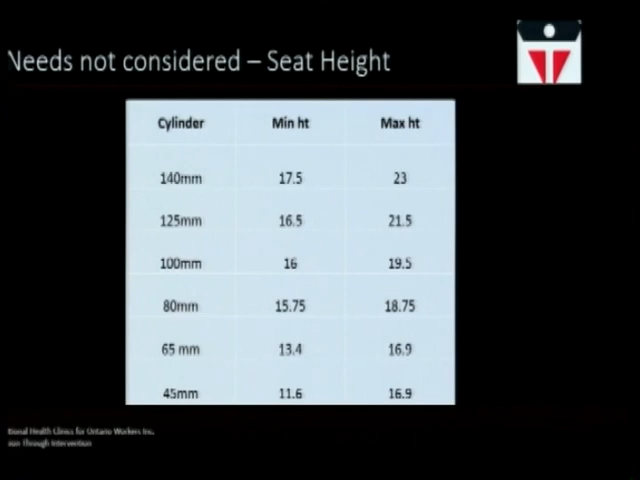 Needs not considered – Seat Height
Cylinder Min ht Max ht
140mm 17.5 23
125mm 16.5 21.5
100mm 16 19.5
80mm 15.75 18.75
65 mm 13.4 16.9
45mm 11.6 16.9
tional Health Clinics for Ontario Workers Inc.
tion Through Intervention